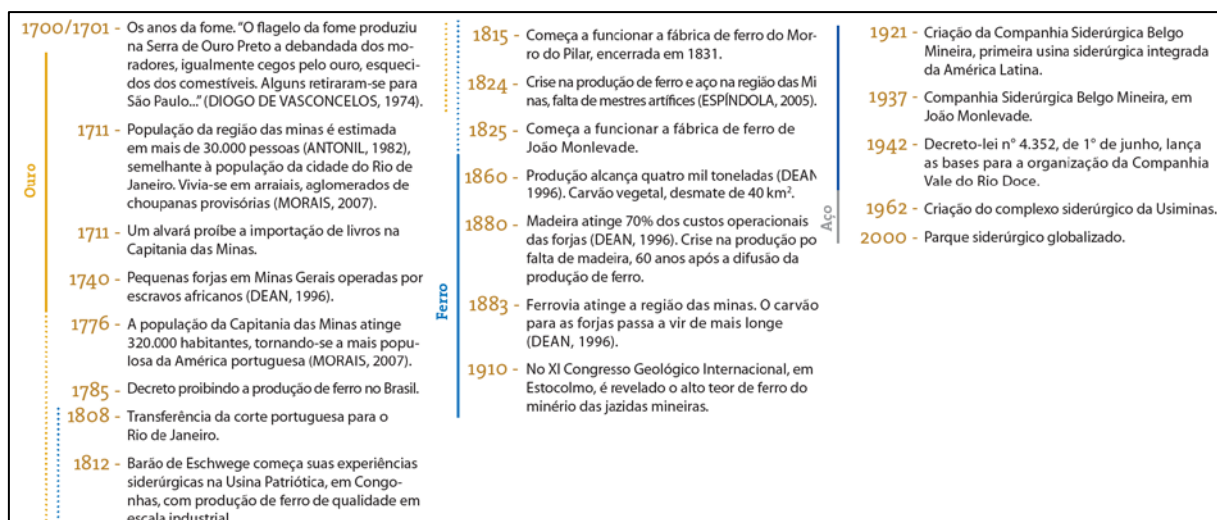 1700/1701 - Os anos da fome. “O flagelo da fome produziu
na Serra de Ouro Preto a debandada dos mo-
radores, igualmente cegos pelo ouro, esqueci-
dos dos comestíveis. Alguns retiraram-se para
São Paulo...” (DIOGO DE VASCONCELOS, 1974).
1711 - População da região das minas é estimada
em mais de 30.000 pessoas (ANTONIL, 1982),
semelhante à população da cidade do Rio de
Janeiro. Vivia-se em arraiais, aglomerados de
choupanas provisórias (MORAIS, 2007).
1711 - Um alvará proíbe a importação de livros na
Capitania das Minas.
1740 - Pequenas forjas em Minas Gerais operadas por
escravos africanos (DEAN, 1996).
1776 - A população da Capitania das Minas atinge
320.000 habitantes, tornando-se a mais popu-
losa da América portuguesa (MORAIS, 2007).
1785 - Decreto proibindo a produção de ferro no Brasil.
1808 - Transferência da corte portuguesa para o
Rio de Janeiro.
1812 - Barão de Eschwege começa suas experiências
siderúrgicas na Usina Patriótica, em Congo-
nhas, com produção de ferro de qualidade em
escala industrial
Ouro
1815 - Começa a funcionar a fábrica de ferro do Mor-
ro do Pilar, encerrada em 1831.
1824 - Crise na produção de ferro e aço na região das Mi
nas, falta de mestres artífices (ESPÍNDOLA, 2005).
1825 - Começa a funcionar a fábrica de ferro de
João Monlevade.
1860 - Produção alcança quatro mil toneladas (DEAN
1996). Carvão vegetal, desmate de 40 km².
1880 - Madeira atinge 70% dos custos operacionais
das forjas (DEAN, 1996). Crise na produção po
falta de madeira, 60 anos após a difusão da
produção de ferro.
1883 - Ferrovia atinge a região das minas. O carvão
para as forjas passa a vir de mais longe
(DEAN, 1996).
1910 - No XI Congresso Geológico Internacional, em
Estocolmo, é revelado o alto teor de ferro do
minério das jazidas mineiras.
Ferro
1921 - Criação da Companhia Siderúrgica Belgo
Mineira, primeira usina siderúrgica integrada
da América Latina.
1937 - Companhia Siderúrgica Belgo Mineira, em
João Monlevade.
1942 - Decreto-lei n° 4.352, de 1° de junho, lança
as bases para a organização da Companhia
Vale do Rio Doce.
1962 - Criação do complexo siderúrgico da Usiminas.
2000 - Parque siderúrgico globalizado.
Aço